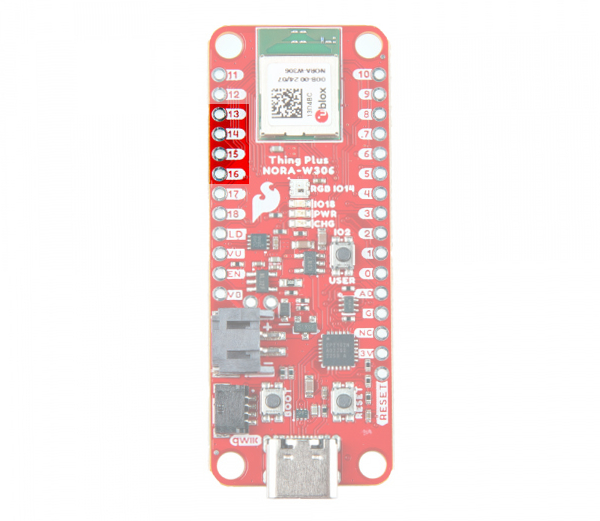 11
10
12
9
13
8
14
7
15
6
16
5
17
4
18
3
LD
2
VU
1
EN
0
VB
AD
G
NC
3V
RESET
NORA-W306
ublox
Thing Plus
NORA-W306
RGB IO14
IO18
PWR
CHG
IO2
USER
+
BOOT
RESET
qwiic